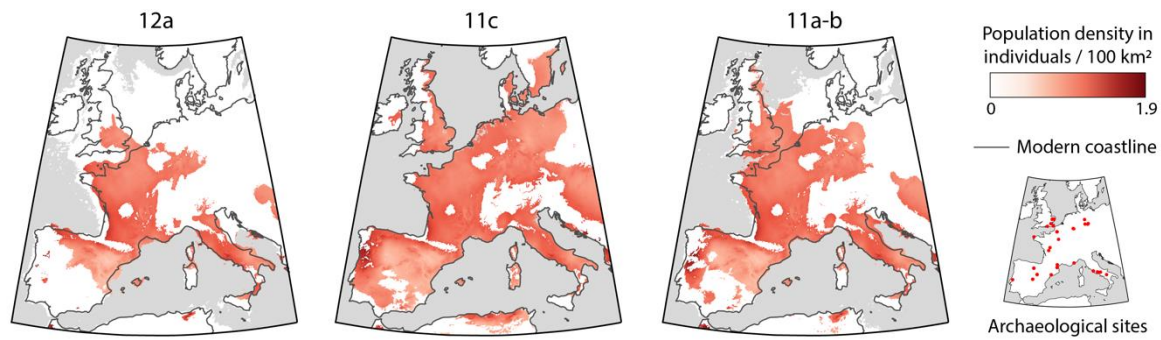 12a
11c
11a-b
Population density in
individuals / 100 km²
0
1.9
Modern coastline
Archaeological sites